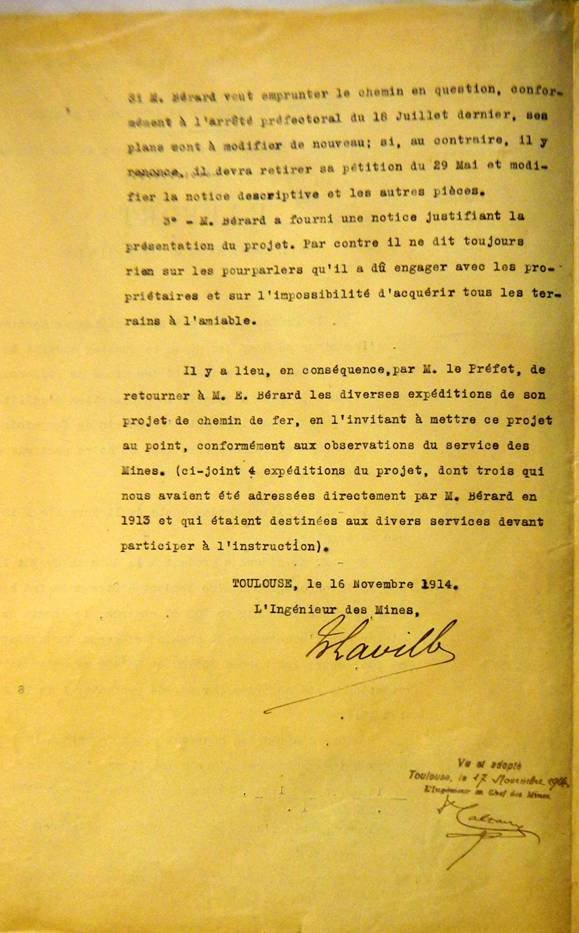 Si M. Bérard veut emprunter le chemin en question, confor-
mément à l'arrêté préfectoral du 18 Juillet dernier, ses
plans sont à modifier de nouveau; si, au contraire, il y
renonce, il devra retirer sa pétition du 29 Mai et modi-
fier la notice descriptive et les autres pièces.
3° - M. Bérard a fourni une notice justifiant la
présentation du projet. Par contre il ne dit toujours
rien sur les pourparlers qu'il a dû engager avec les pro-
priétaires et sur l'impossibilité d'acquérir tous les ter-
rains à l'amiable.
Il y a lieu, en conséquence,par M. le Préfet, de
retourner à M. E. Bérard les diverses expéditions de son
projet de chemin de fer, en l'invitant à mettre ce projet
au point, conformément aux observations du service des
Mines. (ci-joint 4 expéditions du projet, dont trois qui
nous avaient été adressées directement par M. Bérard en
1913 et qui étaient destinées aux divers services devant
participer à l'instruction).
TOULOUSE, le 16 Novembre 1914.
L'Ingénieur des Mines,
Vu et adopté
Toulouse, le 17 Novembre 1914
L'Ingénieur en Chef des Mines